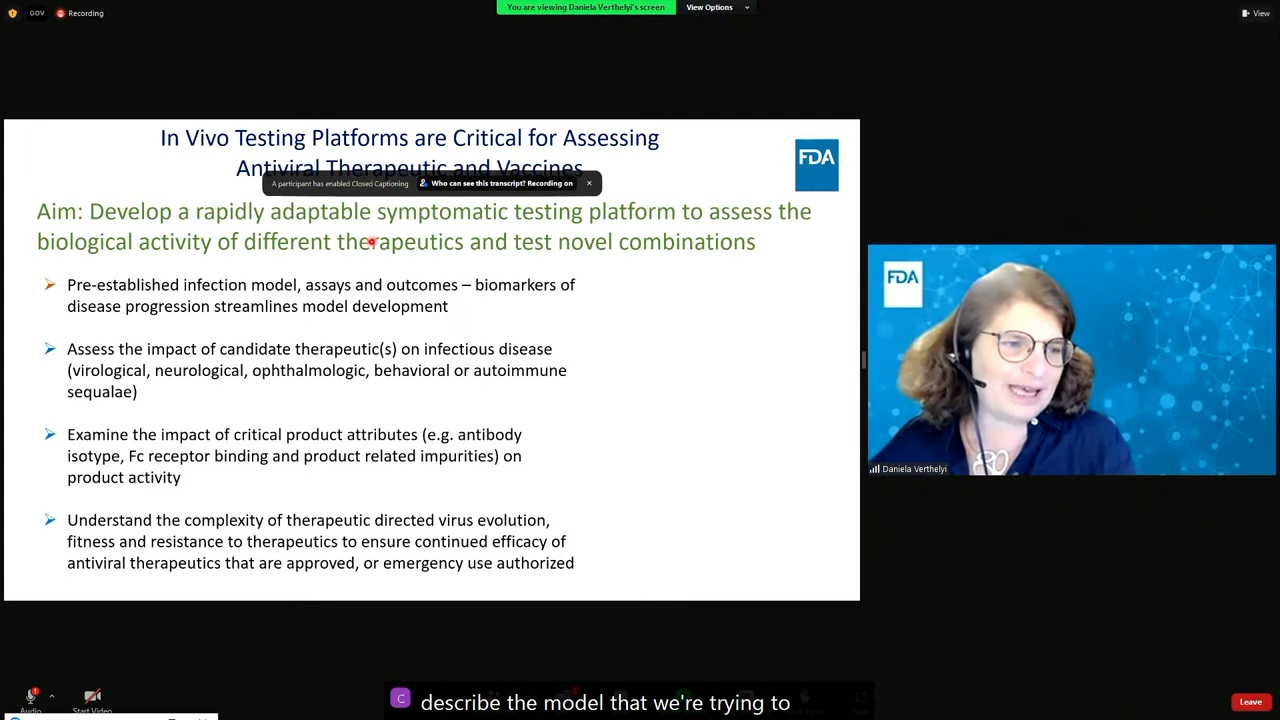 GOV
Recording
You are viewing Daniela Verthelyi's screen
View Options
View
In Vivo Testing Platforms are Critical for Assessing
Antiviral Therapeutic and Vaccines
FDA
A participant has enabled Closed Captioning
Who can see this transcript? Recording on
Aim: Develop a rapidly adaptable symptomatic testing platform to assess the
biological activity of different therapeutics and test novel combinations
Pre-established infection model, assays and outcomes – biomarkers of
disease progression streamlines model development
Assess the impact of candidate therapeutic(s) on infectious disease
(virological, neurological, ophthalmologic, behavioral or autoimmune
sequalae)
Examine the impact of critical product attributes (e.g. antibody
isotype, Fc receptor binding and product related impurities) on
product activity
Understand the complexity of therapeutic directed virus evolution,
fitness and resistance to therapeutics to ensure continued efficacy of
antiviral therapeutics that are approved, or emergency use authorized
FDA
Daniela Verthelyi
Audio
Start Video
C
describe the model that we're trying to
Leave